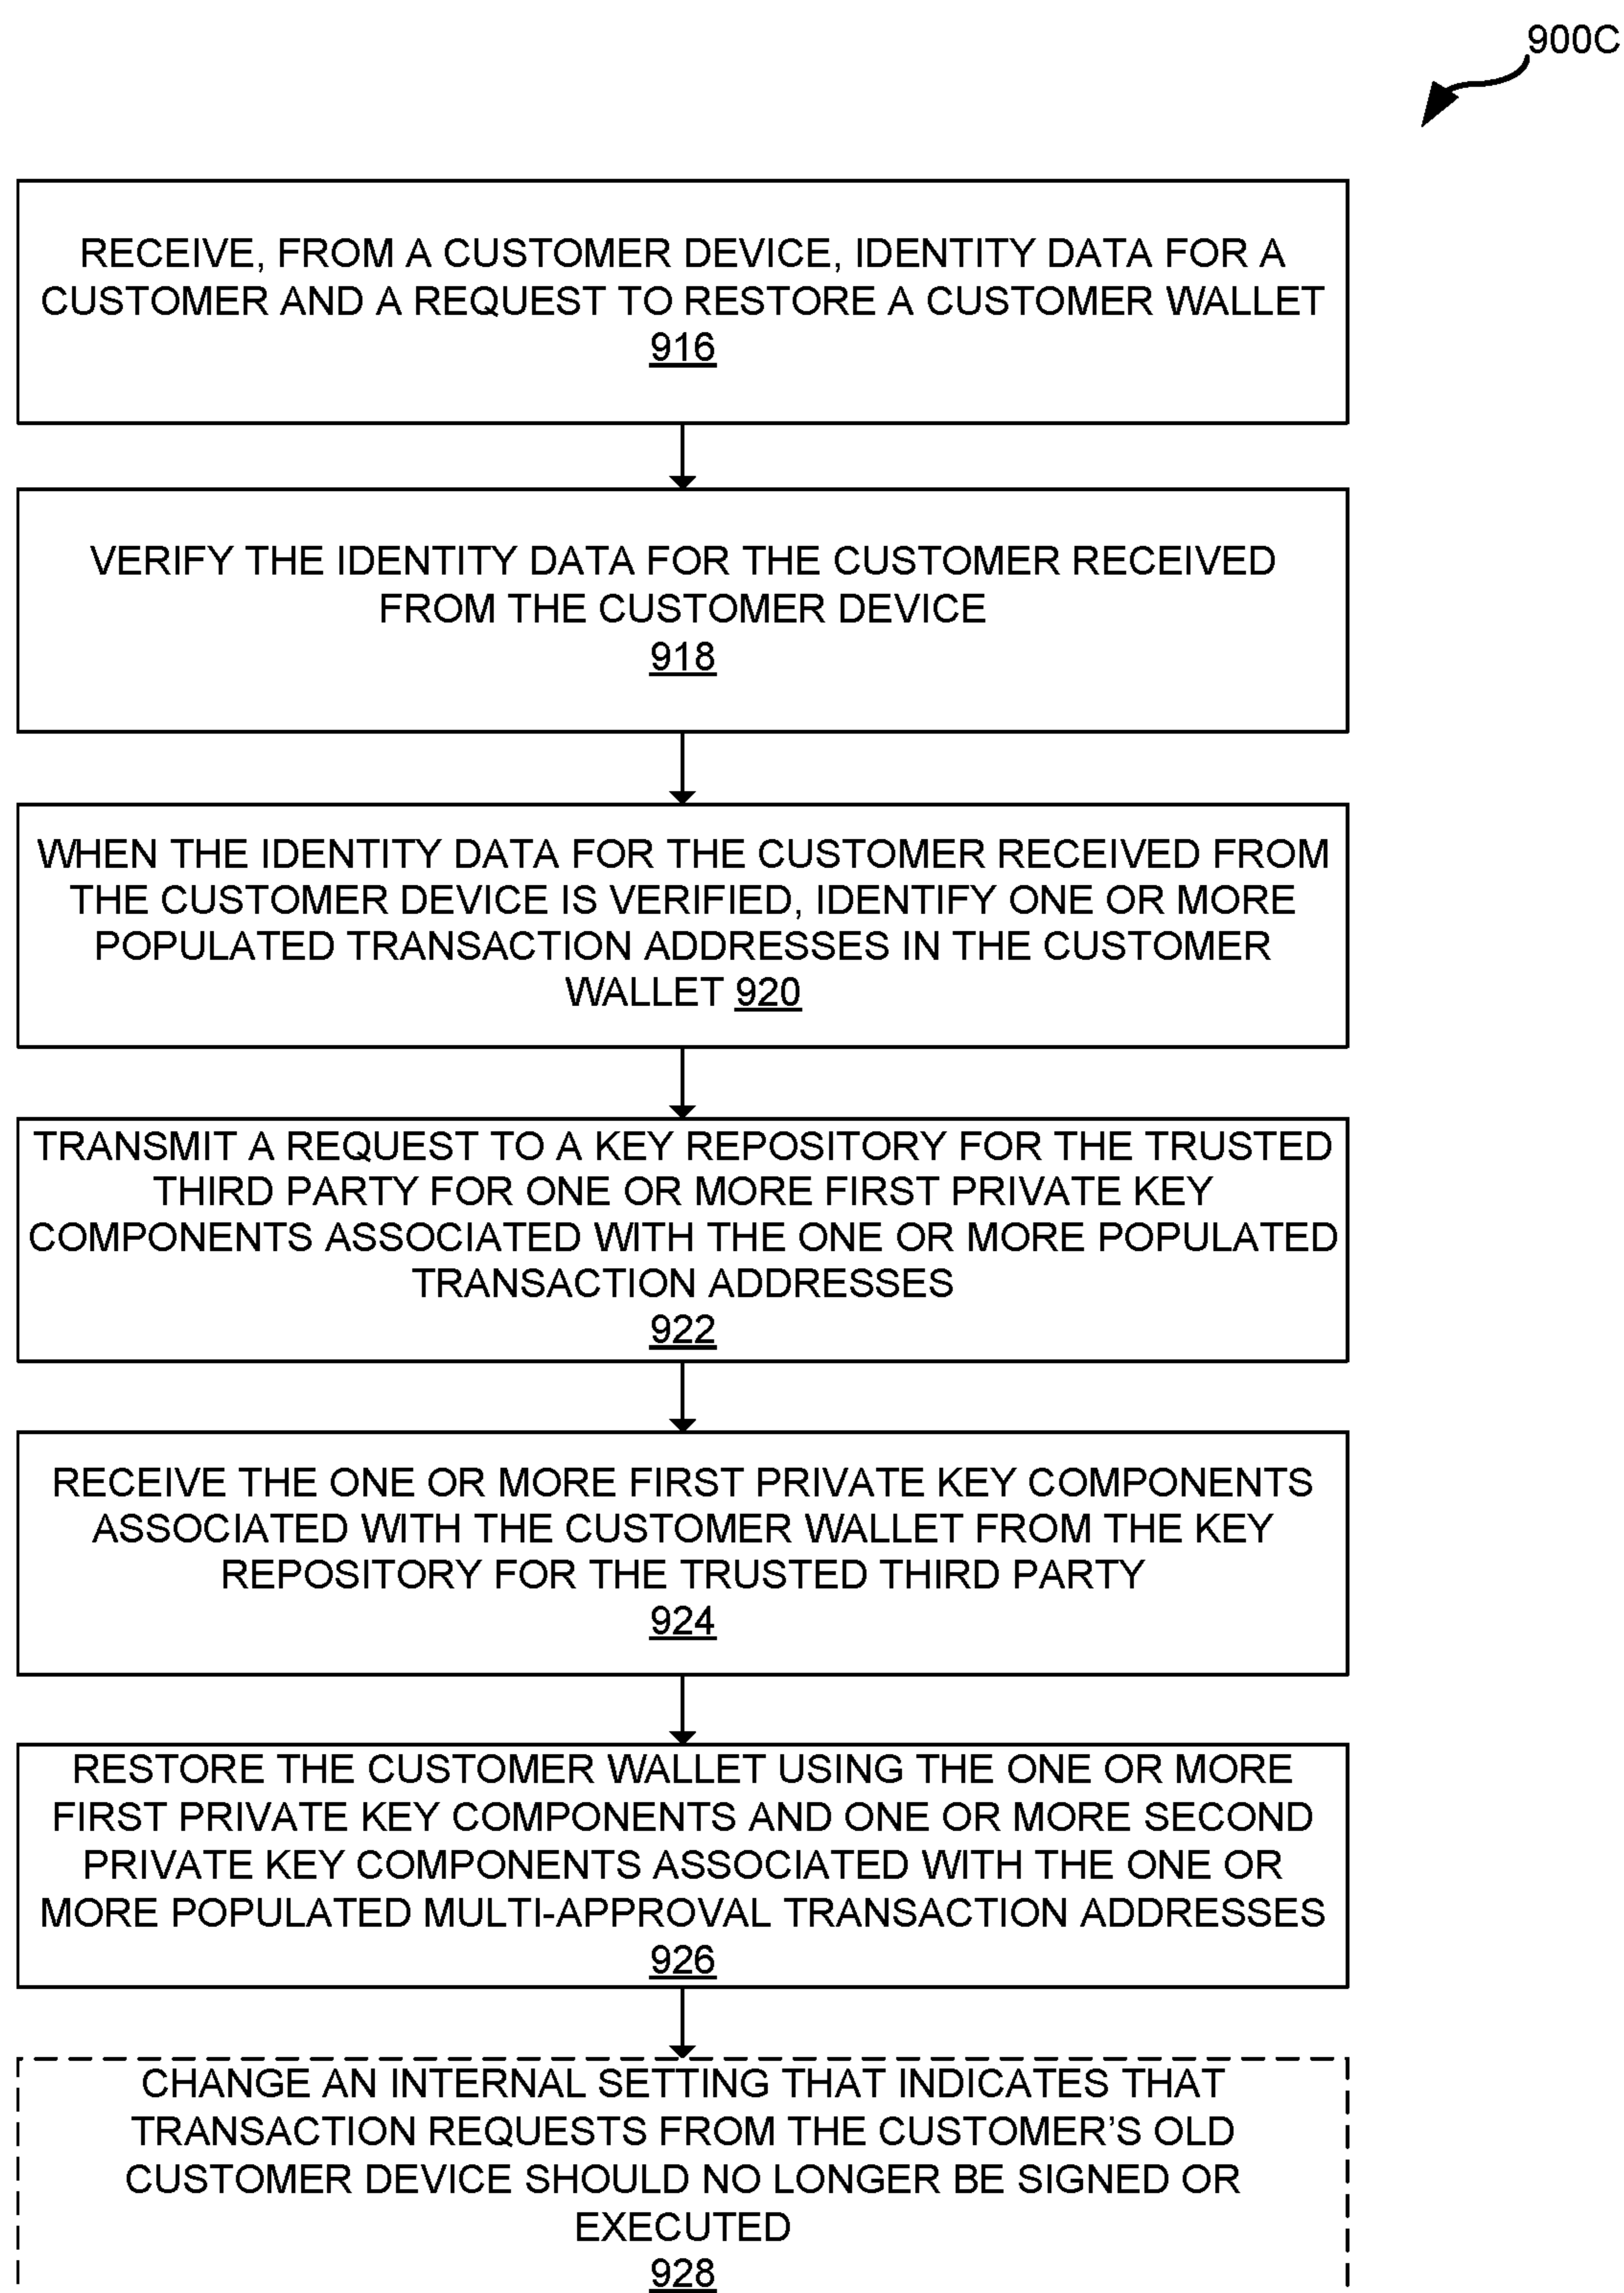 900C
RECEIVE, FROM A CUSTOMER DEVICE, IDENTITY DATA FOR A
CUSTOMER AND A REQUEST TO RESTORE A CUSTOMER WALLET
916
VERIFY THE IDENTITY DATA FOR THE CUSTOMER RECEIVED
FROM THE CUSTOMER DEVICE
918
WHEN THE IDENTITY DATA FOR THE CUSTOMER RECEIVED FROM
THE CUSTOMER DEVICE IS VERIFIED, IDENTIFY ONE OR MORE
POPULATED TRANSACTION ADDRESSES IN THE CUSTOMER
WALLET 920
TRANSMIT A REQUEST TO A KEY REPOSITORY FOR THE TRUSTED
THIRD PARTY FOR ONE OR MORE FIRST PRIVATE KEY
COMPONENTS ASSOCIATED WITH THE ONE OR MORE POPULATED
TRANSACTION ADDRESSES
922
RECEIVE THE ONE OR MORE FIRST PRIVATE KEY COMPONENTS
ASSOCIATED WITH THE CUSTOMER WALLET FROM THE KEY
REPOSITORY FOR THE TRUSTED THIRD PARTY
924
RESTORE THE CUSTOMER WALLET USING THE ONE OR MORE
FIRST PRIVATE KEY COMPONENTS AND ONE OR MORE SECOND
PRIVATE KEY COMPONENTS ASSOCIATED WITH THE ONE OR
MORE POPULATED MULTI-APPROVAL TRANSACTION ADDRESSES
926
CHANGE AN INTERNAL SETTING THAT INDICATES THAT
TRANSACTION REQUESTS FROM THE CUSTOMER'S OLD
CUSTOMER DEVICE SHOULD NO LONGER BE SIGNED OR
EXECUTED
928